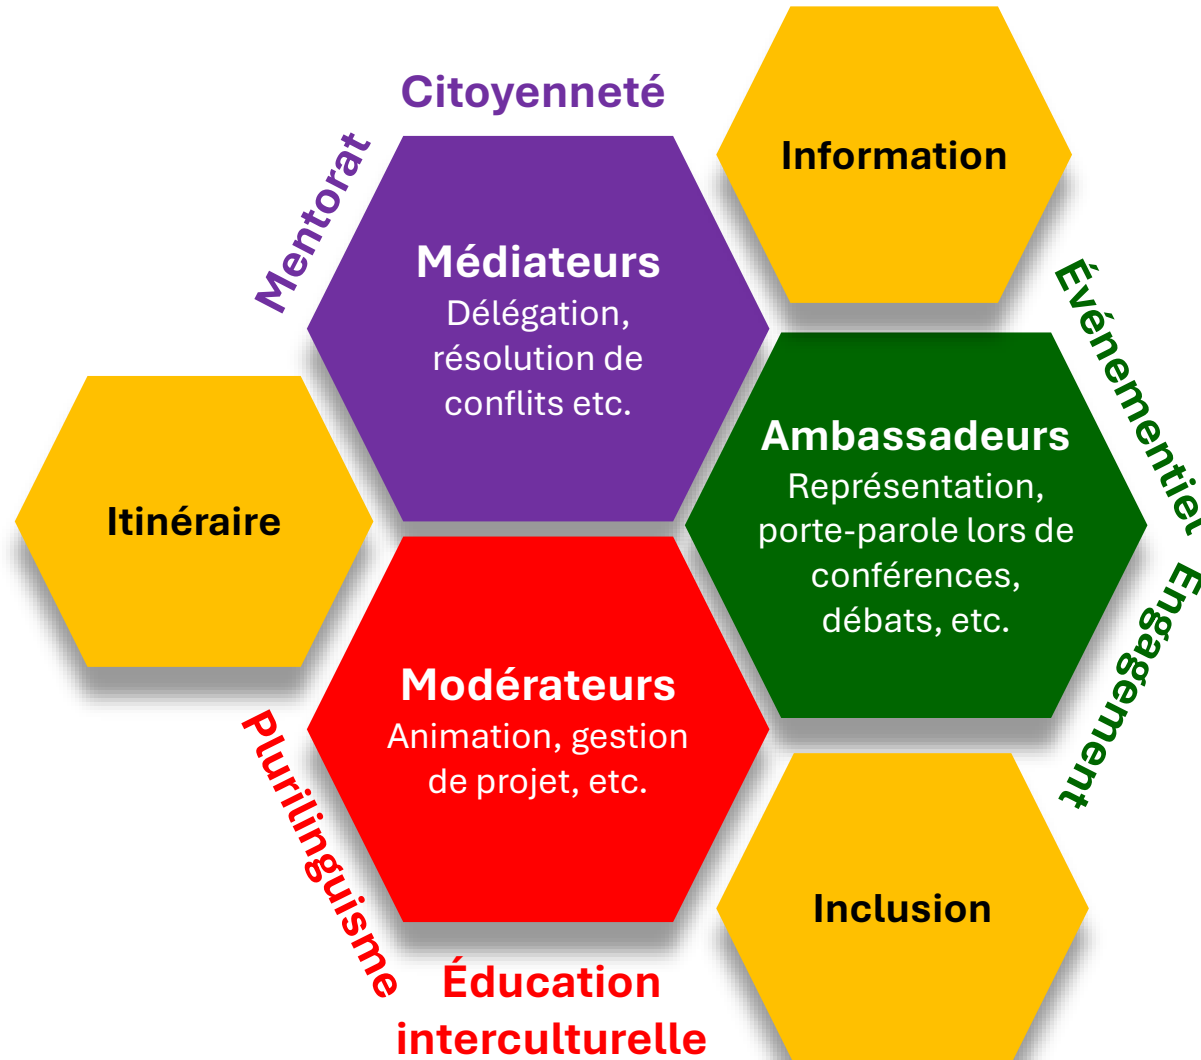 Citoyenneté
Mentorat
Information
Médiateurs
Délégation,
résolution de
conflits etc.
Événementiel
Ambassadeurs
Représentation,
porte-parole lors de
conférences,
débats, etc.
Itinéraire
Engagement
Modérateurs
Animation, gestion
de projet, etc.
Plurilinguisme
Inclusion
Éducation
interculturelle